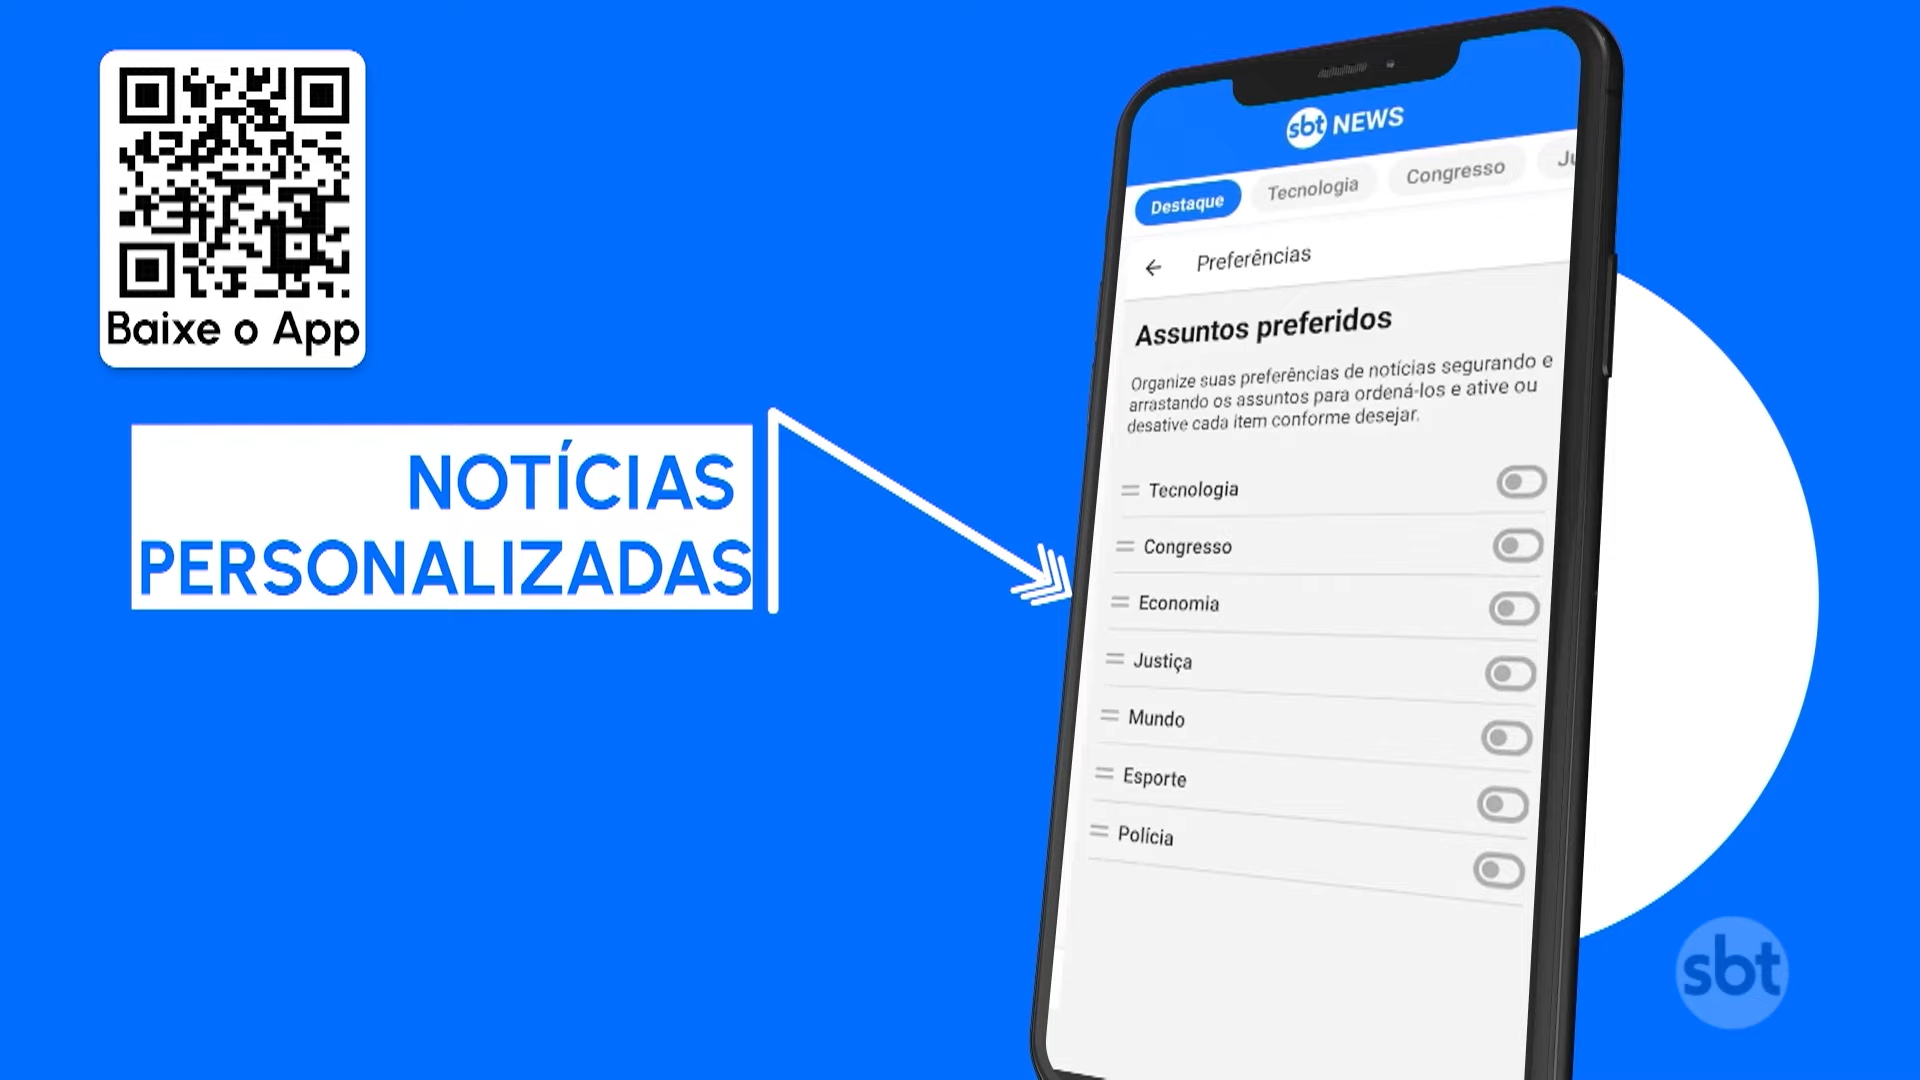 Baixe o App
NOTÍCIAS
PERSONALIZADAS
sbt NEWS
Destaque
Tecnologia
Congresso
Preferências
Assuntos preferidos
Organize suas preferências de notícias segurando e
arrastando os assuntos para ordená-los e ative ou
desative cada item conforme desejar.
Tecnologia
Congresso
Economia
Justiça
Mundo
Esporte
Polícia
sbt